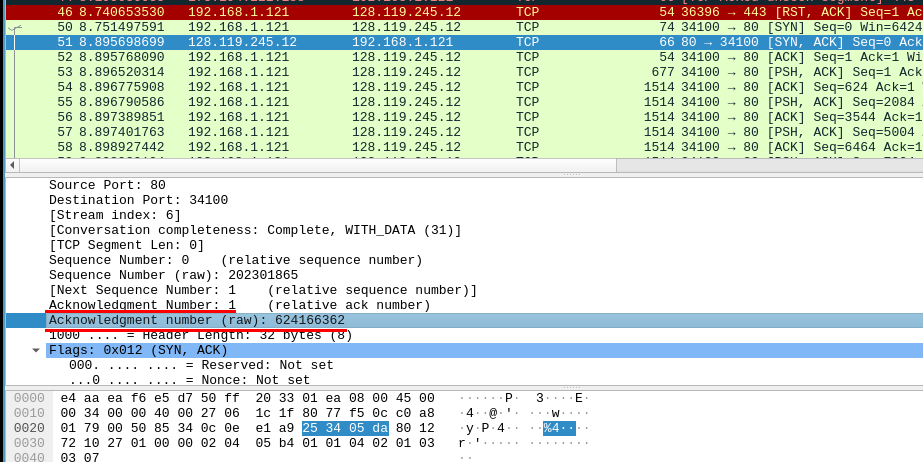 46 8.740653530 192.168.1.121 128.119.245.12 TCP 54 36396 → 443 [RST, ACK] Seq=1 Ac
50 8.751497591 192.168.1.121 128.119.245.12 TCP 74 34100 → 80 [SYN] Seq=0 Win=6424
51 8.895698699 128.119.245.12 192.168.1.121 TCP 66 80 → 34100 [SYN, ACK] Seq=0 Ack
52 8.895768090 192.168.1.121 128.119.245.12 TCP 54 34100 → 80 [ACK] Seq=1 Ack=1 Wi
53 8.896520314 192.168.1.121 128.119.245.12 TCP 677 34100 → 80 [PSH, ACK] Seq=1 Ack
54 8.896775908 192.168.1.121 128.119.245.12 TCP 1514 34100 → 80 [ACK] Seq=624 Ack=1
55 8.896790586 192.168.1.121 128.119.245.12 TCP 1514 34100 → 80 [PSH, ACK] Seq=2084
56 8.897389851 192.168.1.121 128.119.245.12 TCP 1514 34100 → 80 [ACK] Seq=3544 Ack=1
57 8.897401763 192.168.1.121 128.119.245.12 TCP 1514 34100 → 80 [PSH, ACK] Seq=5004
58 8.898927442 192.168.1.121 128.119.245.12 TCP 1514 34100 → 80 [ACK] Seq=6464 Ack=1
Source Port: 80
Destination Port: 34100
[Stream index: 6]
[Conversation completeness: Complete, WITH_DATA (31)]
[TCP Segment Len: 0]
Sequence Number: 0 (relative sequence number)
Sequence Number (raw): 202301865
[Next Sequence Number: 1 (relative sequence number)]
Acknowledgment Number: 1 (relative ack number)
Acknowledgment number (raw): 624166362
1000 .... = Header Length: 32 bytes (8)
Flags: 0x012 (SYN, ACK)
000. .... .... = Reserved: Not set
...0 .... .... = Nonce: Not set
0000 e4 aa ea f6 e5 d7 50 ff 20 33 01 ea 08 00 45 00 ······P· 3····E·
0010 00 34 00 00 40 00 27 06 1c 1f 80 77 f5 0c c0 a8 ·4··@·'· ···w····
0020 01 79 00 50 85 34 0c 0e e1 a9 25 34 05 da 80 12 ·y·P·4·· ··%4····
0030 72 10 27 01 00 00 02 04 05 b4 01 01 04 02 01 03 r·'····· ········
0040 03 07 ··